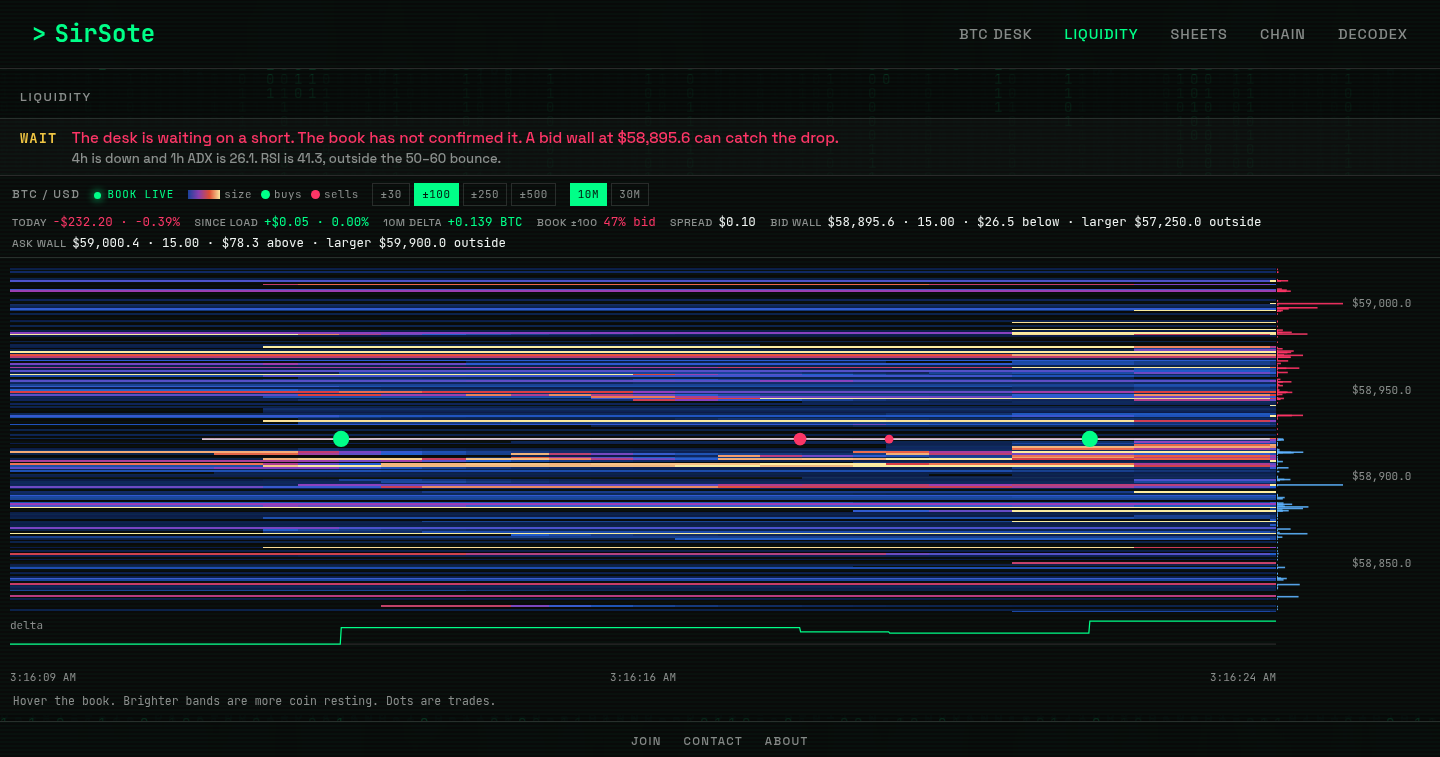 > SirSote
BTC DESK LIQUIDITY SHEETS CHAIN DECODEX
LIQUIDITY
WAIT The desk is waiting on a short. The book has not confirmed it. A bid wall at $58,895.6 can catch the drop.
4h is down and 1h ADX is 26.1. RSI is 41.3, outside the 50–60 bounce.
BTC / USD BOOK LIVE size buys sells ±30 ±100 ±250 ±500 10M 30M
TODAY -$232.20 · -0.39% SINCE LOAD +$0.05 · 0.00% 10M DELTA +0.139 BTC BOOK ±100 47% bid SPREAD $0.10 BID WALL $58,895.6 · 15.00 · $26.5 below · larger $57,250.0 outside
ASK WALL $59,000.4 · 15.00 · $78.3 above · larger $59,900.0 outside
$59,000.0
$58,950.0
$58,900.0
$58,850.0
delta
3:16:09 AM 3:16:16 AM 3:16:24 AM
Hover the book. Brighter bands are more coin resting. Dots are trades.
JOIN CONTACT ABOUT